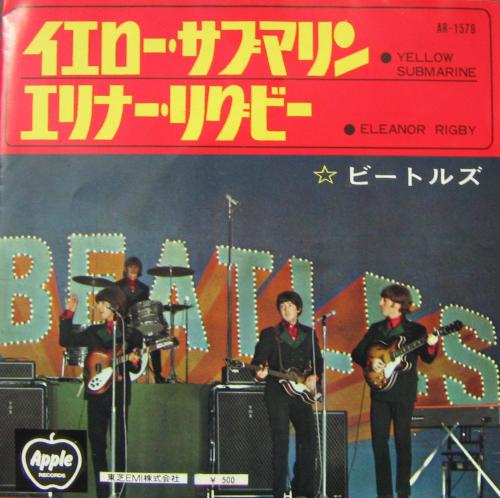 イエロー・サブマリン
AR-1578
● YELLOW
SUBMARINE
エリナー・リグビー
● ELEANOR RIGBY
☆ ビートルズ
BEATLES
VOX
Apple
RECORDS
東芝EMI株式会社
¥ 500